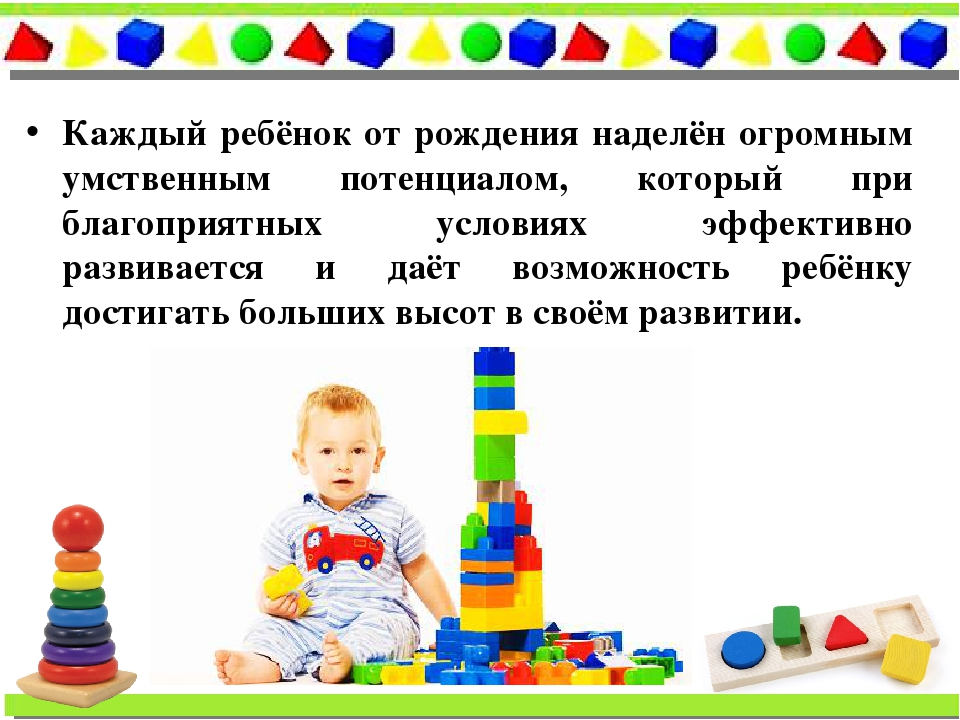 • Каждый ребёнок от рождения наделён огромным
умственным потенциалом, который при
благоприятных условиях эффективно
развивается и даёт возможность ребёнку
достигать больших высот в своём развитии.